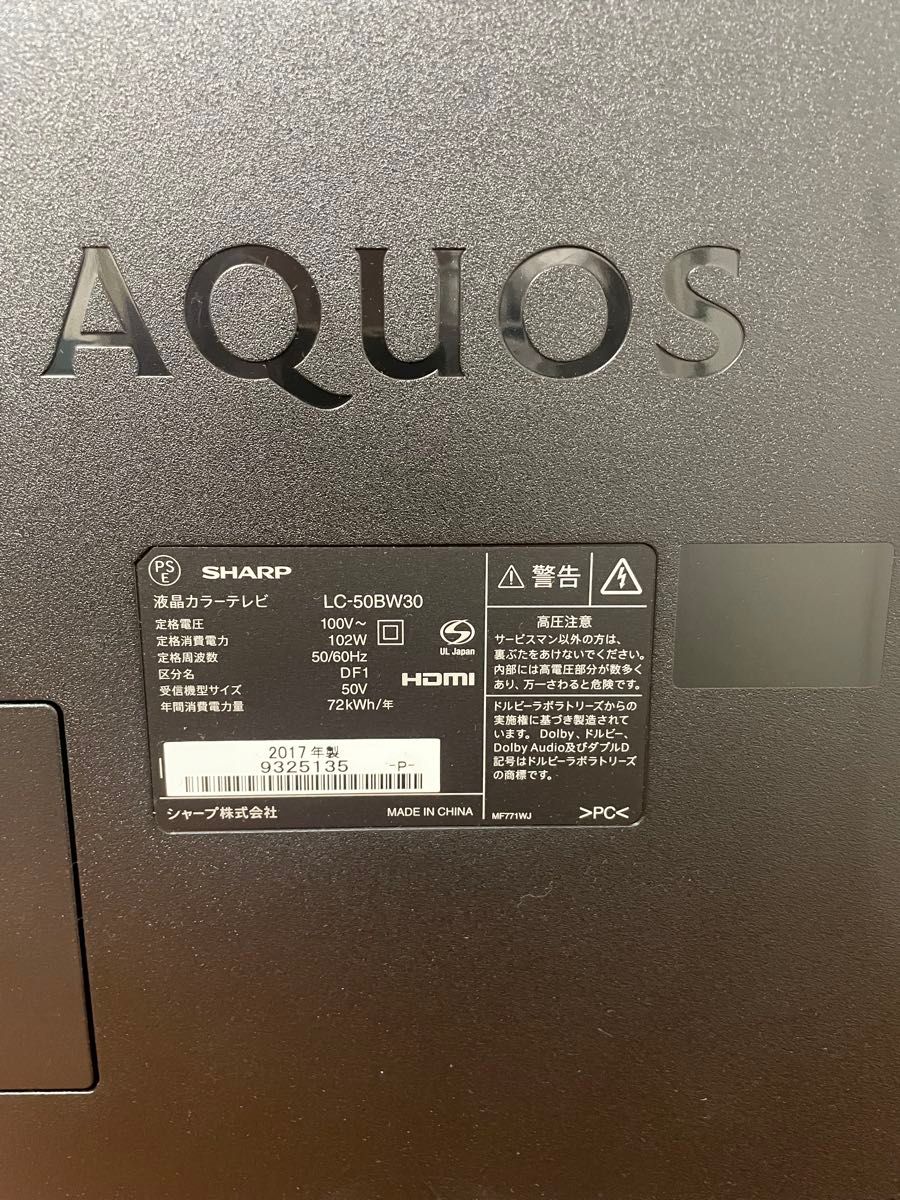 AQUOS
PS
E
SHARP
液晶カラーテレビ LC-50BW30
定格電圧 100V～
定格消費電力 102W
定格周波数 50/60Hz
区分名 DF1
受信機型サイズ 50V
年間消費電力量 72kWh/年
UL Japan
HDMI
2017年製
9325135 -P-
シャープ株式会社 MADE IN CHINA
警告
高圧注意
サービスマン以外の方は、
裏ぶたをあけないでください。
内部には高電圧部分が数多く
あり、万一さわると危険です。
ドルビーラボラトリーズからの
実施権に基づき製造されて
います。Dolby、ドルビー、
Dolby Audio及びダブルD
記号はドルビーラボラトリーズ
の商標です。
MF771WJ >PC<